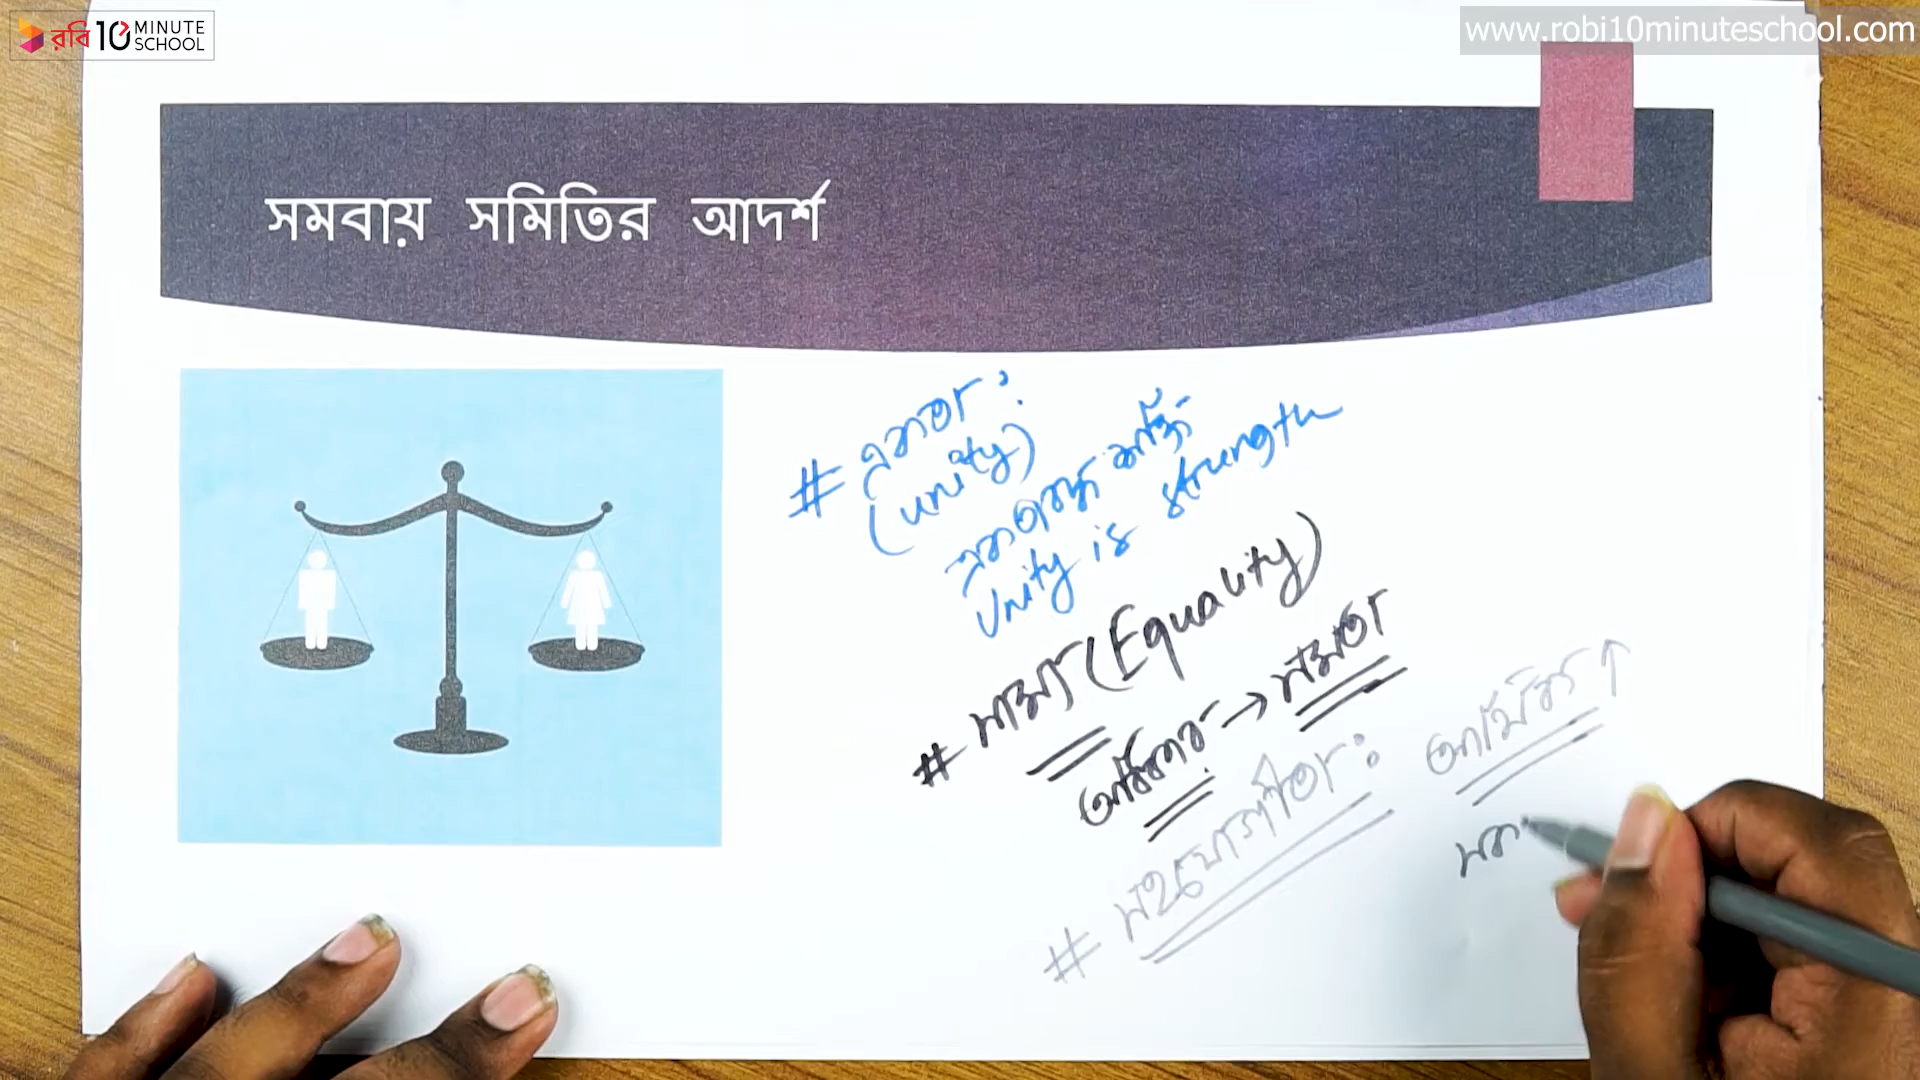 রবি 10 MINUTE SCHOOL
www.robi10minuteschool.com
সমবায় সমিতির আদর্শ
# একতা :
(unity)
একতাবদ্ধ শক্তি
Unity is strength
# সাম্য (Equality)
অধিকার → সমতা
# সহযোগীতা :
আর্থিক ↑